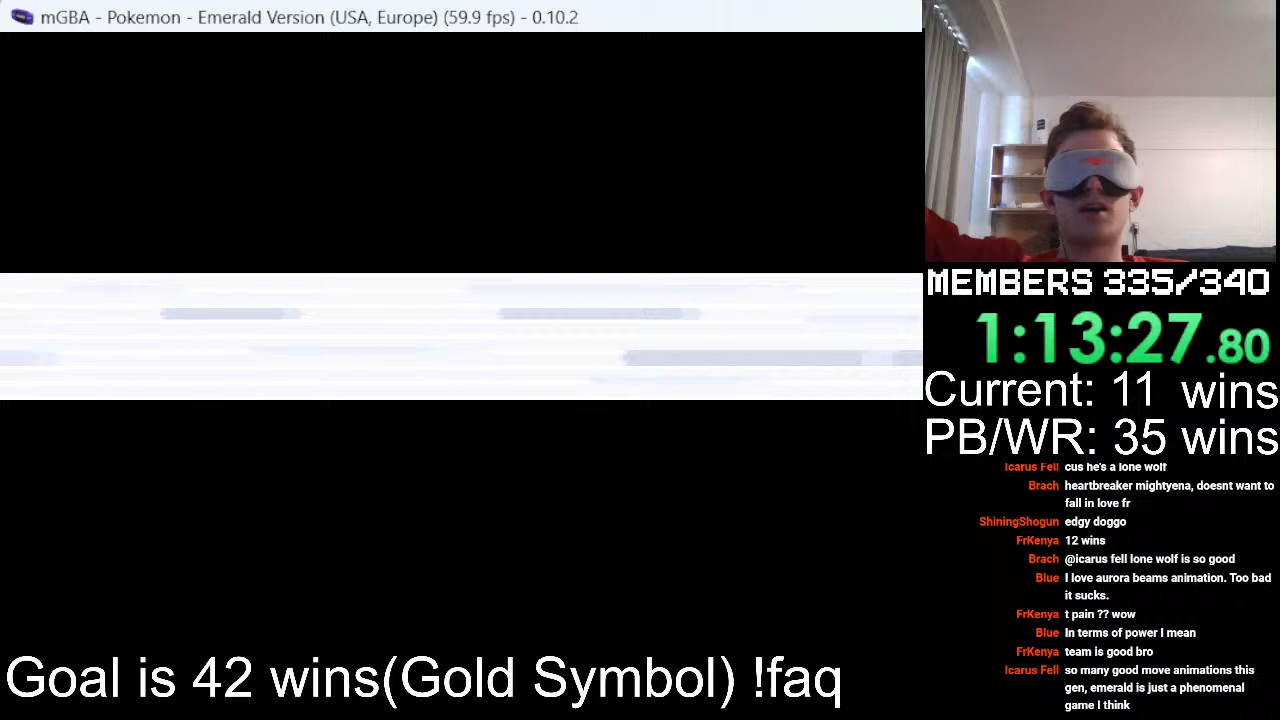 mGBA - Pokemon - Emerald Version (USA, Europe) (59.9 fps) - 0.10.2
MEMBERS 335/340
1:13:27.80
Current: 11 wins
PB/WR: 35 wins
Icarus Fell cus he's a lone wolf
Brach heartbreaker mightyena, doesnt want to
fall in love fr
ShiningShogun edgy doggo
FrKenya 12 wins
Brach @icarus fell lone wolf is so good
Blue I love aurora beams animation. Too bad
it sucks.
FrKenya t pain ?? wow
Blue In terms of power I mean
FrKenya team is good bro
Icarus Fell so many good move animations this
gen, emerald is just a phenomenal
game I think
Goal is 42 wins(Gold Symbol) !faq